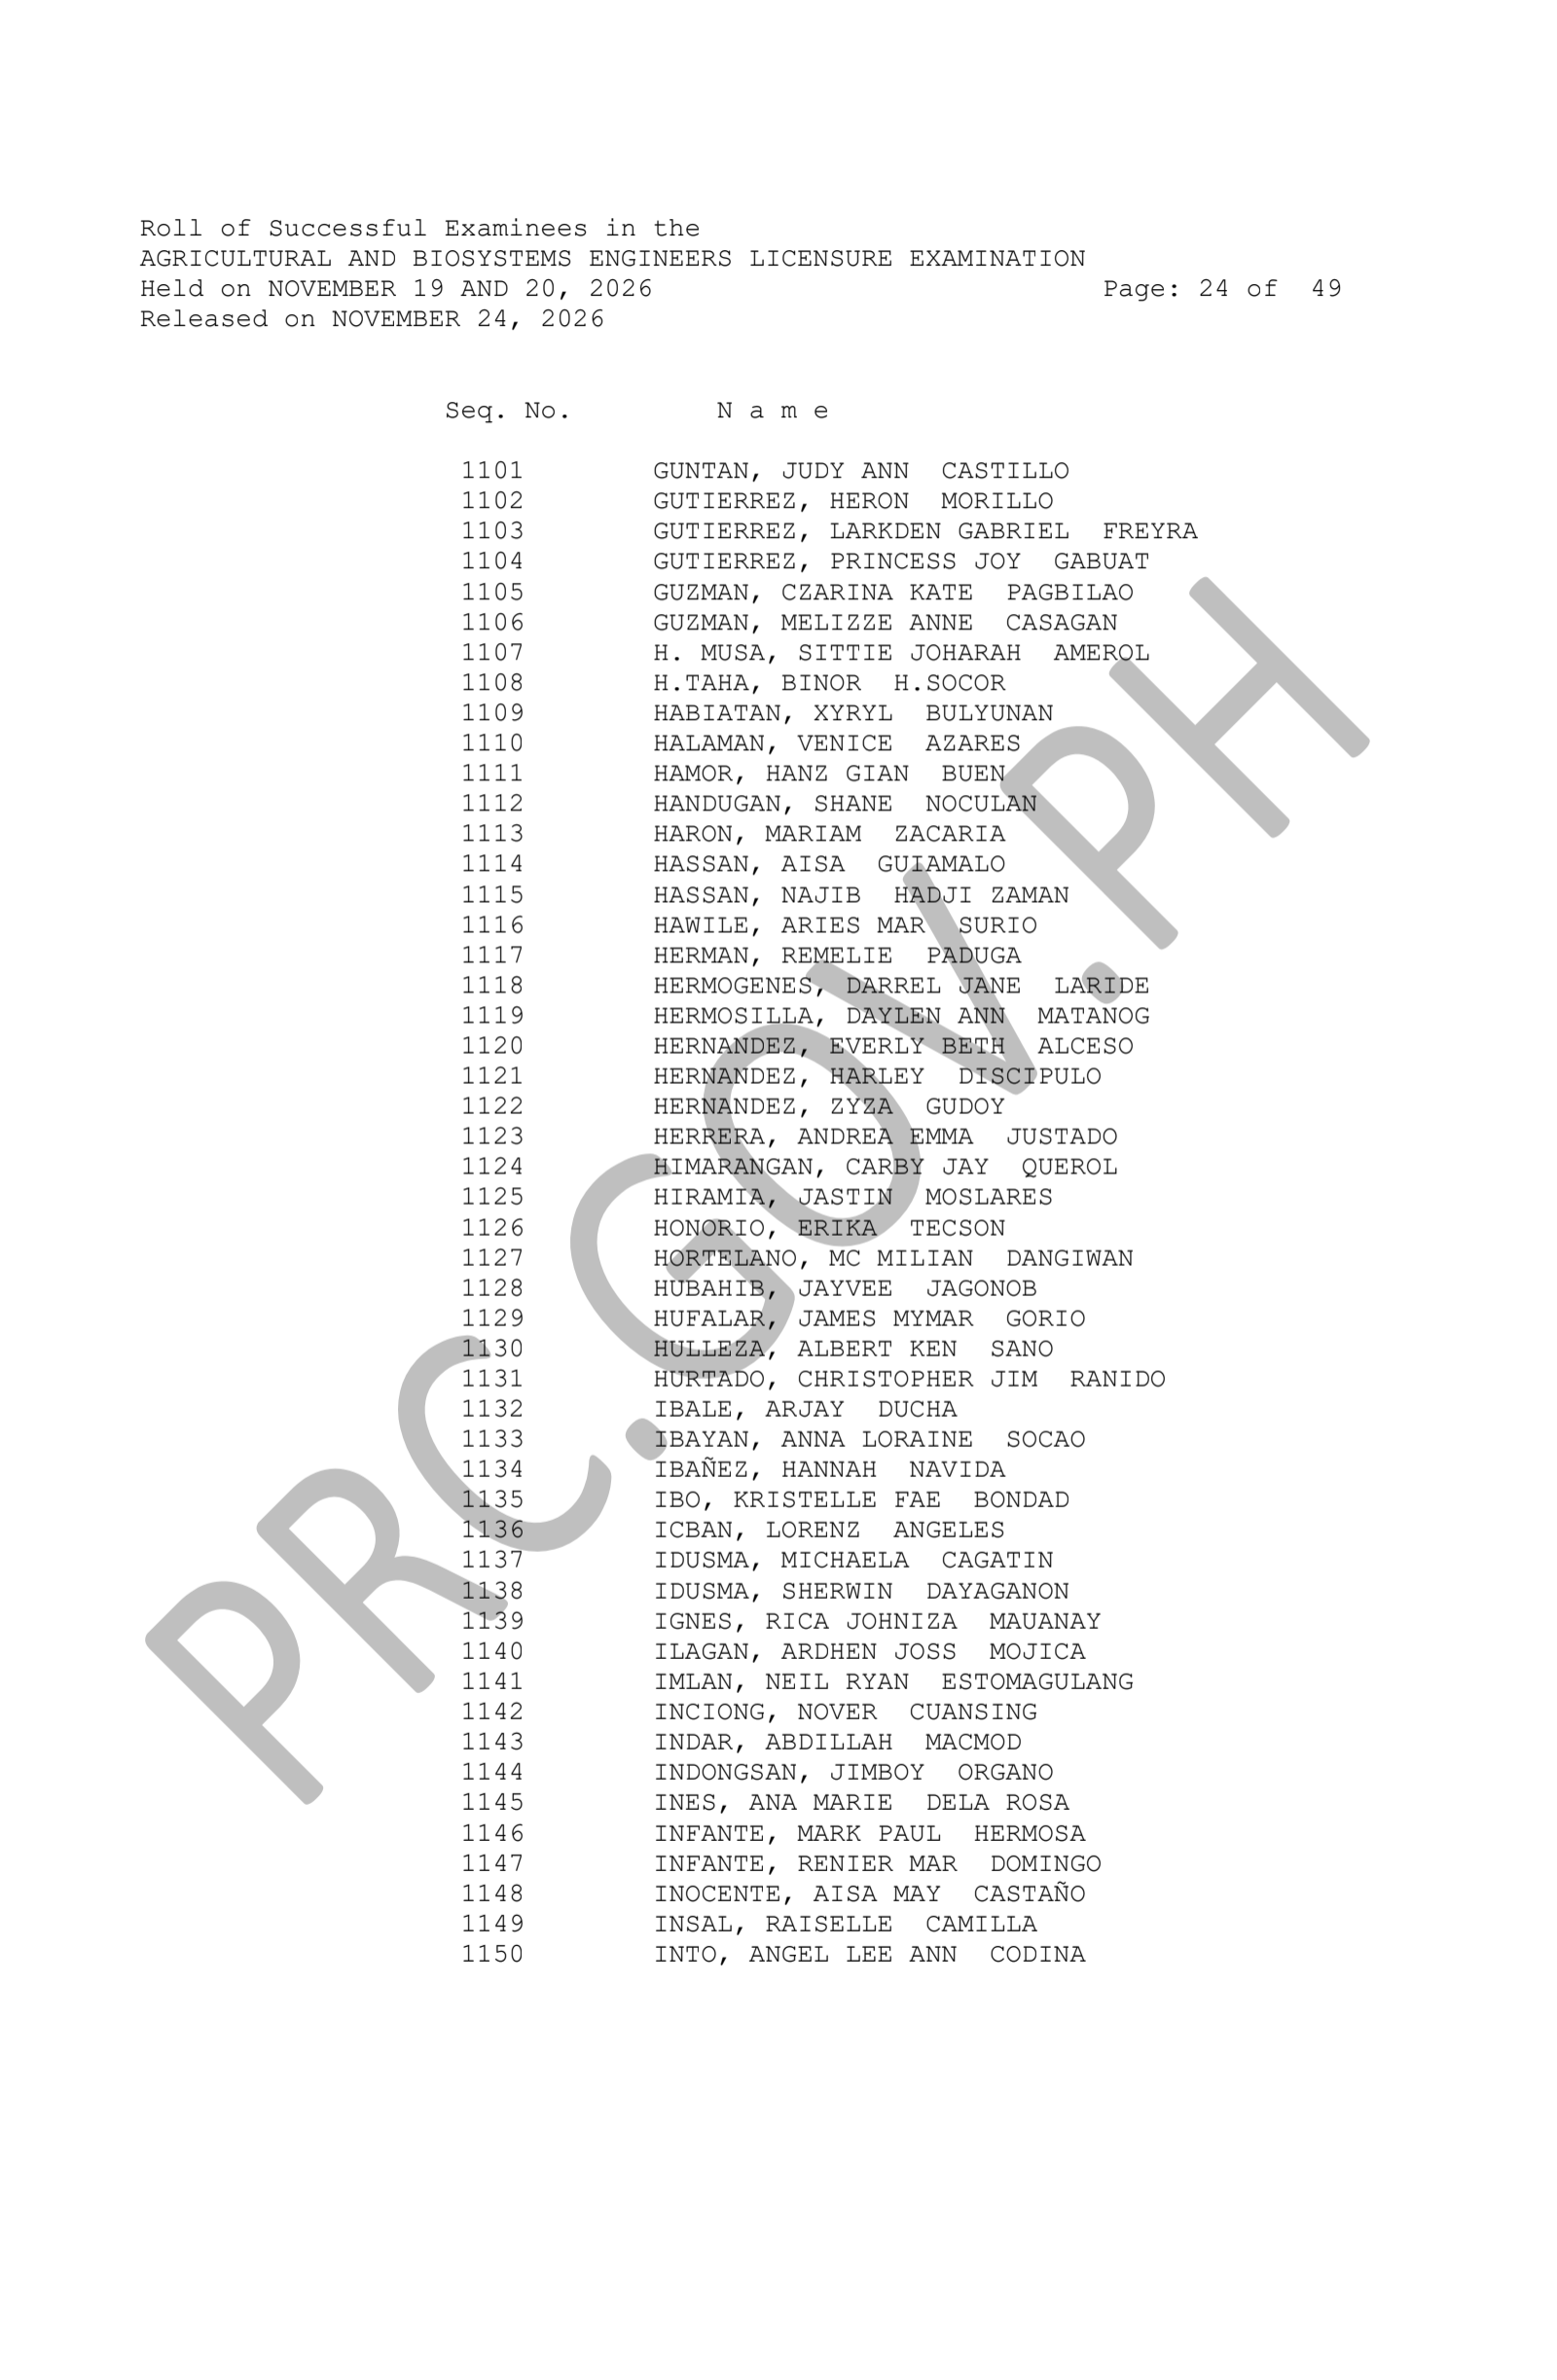 Roll of Successful Examinees in the
AGRICULTURAL AND BIOSYSTEMS ENGINEERS LICENSURE EXAMINATION
Held on NOVEMBER 19 AND 20, 2026 Page: 24 of 49
Released on NOVEMBER 24, 2026
Seq. No. N a m e
1101 GUNTAN, JUDY ANN CASTILLO
1102 GUTIERREZ, HERON MORILLO
1103 GUTIERREZ, LARKDEN GABRIEL FREYRA
1104 GUTIERREZ, PRINCESS JOY GABUAT
1105 GUZMAN, CZARINA KATE PAGBILAO
1106 GUZMAN, MELIZZE ANNE CASAGAN
1107 H. MUSA, SITTIE JOHARAH AMEROL
1108 H.TAHA, BINOR H.SOCOR
1109 HABIATAN, XYRYL BULYUNAN
1110 HALAMAN, VENICE AZARES
1111 HAMOR, HANZ GIAN BUEN
1112 HANDUGAN, SHANE NOCULAN
1113 HARON, MARIAM ZACARIA
1114 HASSAN, AISA GUIAMALO
1115 HASSAN, NAJIB HADJI ZAMAN
1116 HAWILE, ARIES MAR SURIO
1117 HERMAN, REMELIE PADUGA
1118 HERMOGENES, DARREL JANE LARIDE
1119 HERMOSILLA, DAYLEN ANN MATANOG
1120 HERNANDEZ, EVERLY BETH ALCESO
1121 HERNANDEZ, HARLEY DISCIPULO
1122 HERNANDEZ, ZYZA GUDOY
1123 HERRERA, ANDREA EMMA JUSTADO
1124 HIMARANGAN, CARBY JAY QUEROL
1125 HIRAMIA, JASTIN MOSLARES
1126 HONORIO, ERIKA TECSON
1127 HORTELANO, MC MILIAN DANGIWAN
1128 HUBAHIB, JAYVEE JAGONOB
1129 HUFALAR, JAMES MYMAR GORIO
1130 HULLEZA, ALBERT KEN SANO
1131 HURTADO, CHRISTOPHER JIM RANIDO
1132 IBALE, ARJAY DUCHA
1133 IBAYAN, ANNA LORAINE SOCAO
1134 IBAÑEZ, HANNAH NAVIDA
1135 IBO, KRISTELLE FAE BONDAD
1136 ICBAN, LORENZ ANGELES
1137 IDUSMA, MICHAELA CAGATIN
1138 IDUSMA, SHERWIN DAYAGANON
1139 IGNES, RICA JOHNIZA MAUANAY
1140 ILAGAN, ARDHEN JOSS MOJICA
1141 IMLAN, NEIL RYAN ESTOMAGULANG
1142 INCIONG, NOVER CUANSING
1143 INDAR, ABDILLAH MACMOD
1144 INDONGSAN, JIMBOY ORGANO
1145 INES, ANA MARIE DELA ROSA
1146 INFANTE, MARK PAUL HERMOSA
1147 INFANTE, RENIER MAR DOMINGO
1148 INOCENTE, AISA MAY CASTAÑO
1149 INSAL, RAISELLE CAMILLA
1150 INTO, ANGEL LEE ANN CODINA
PRC.GOV.PH